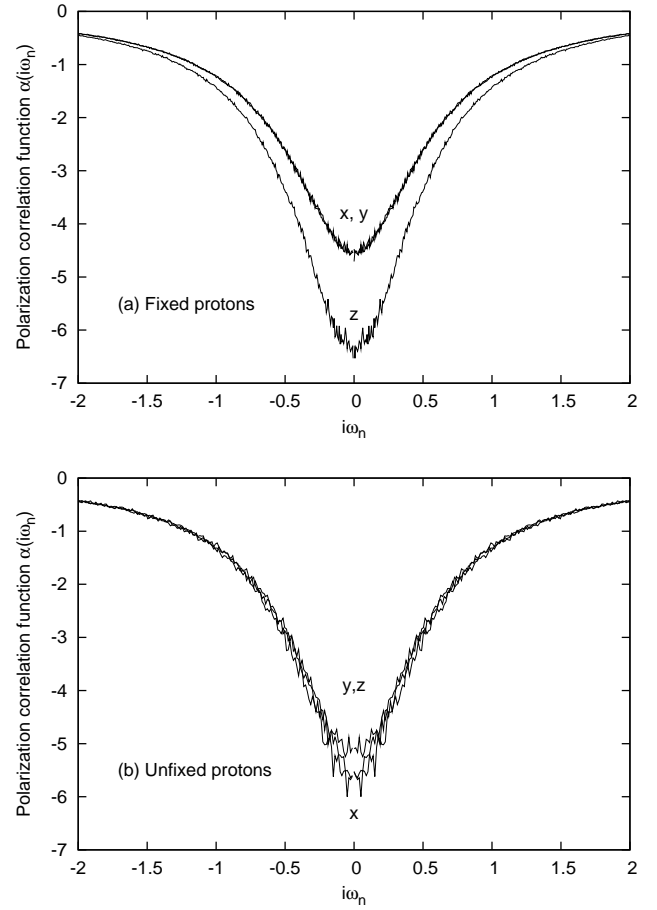 Polarization correlation function α(iωn)
0
-1
-2
-3
-4
-5
-6
-7
x, y
z
(a) Fixed protons
-2 -1.5 -1 -0.5 0 0.5 1 1.5 2
iωn
Polarization correlation function α(iωn)
0
-1
-2
-3
-4
-5
-6
-7
y,z
(b) Unfixed protons
x
-2 -1.5 -1 -0.5 0 0.5 1 1.5 2
iωn